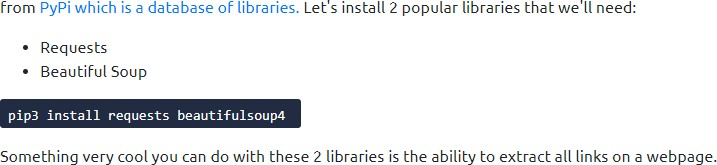 from PyPi which is a database of libraries. Let's install 2 popular libraries that we'll need:
Requests
Beautiful Soup
pip3 install requests beautifulsoup4
Something very cool you can do with these 2 libraries is the ability to extract all links on a webpage.